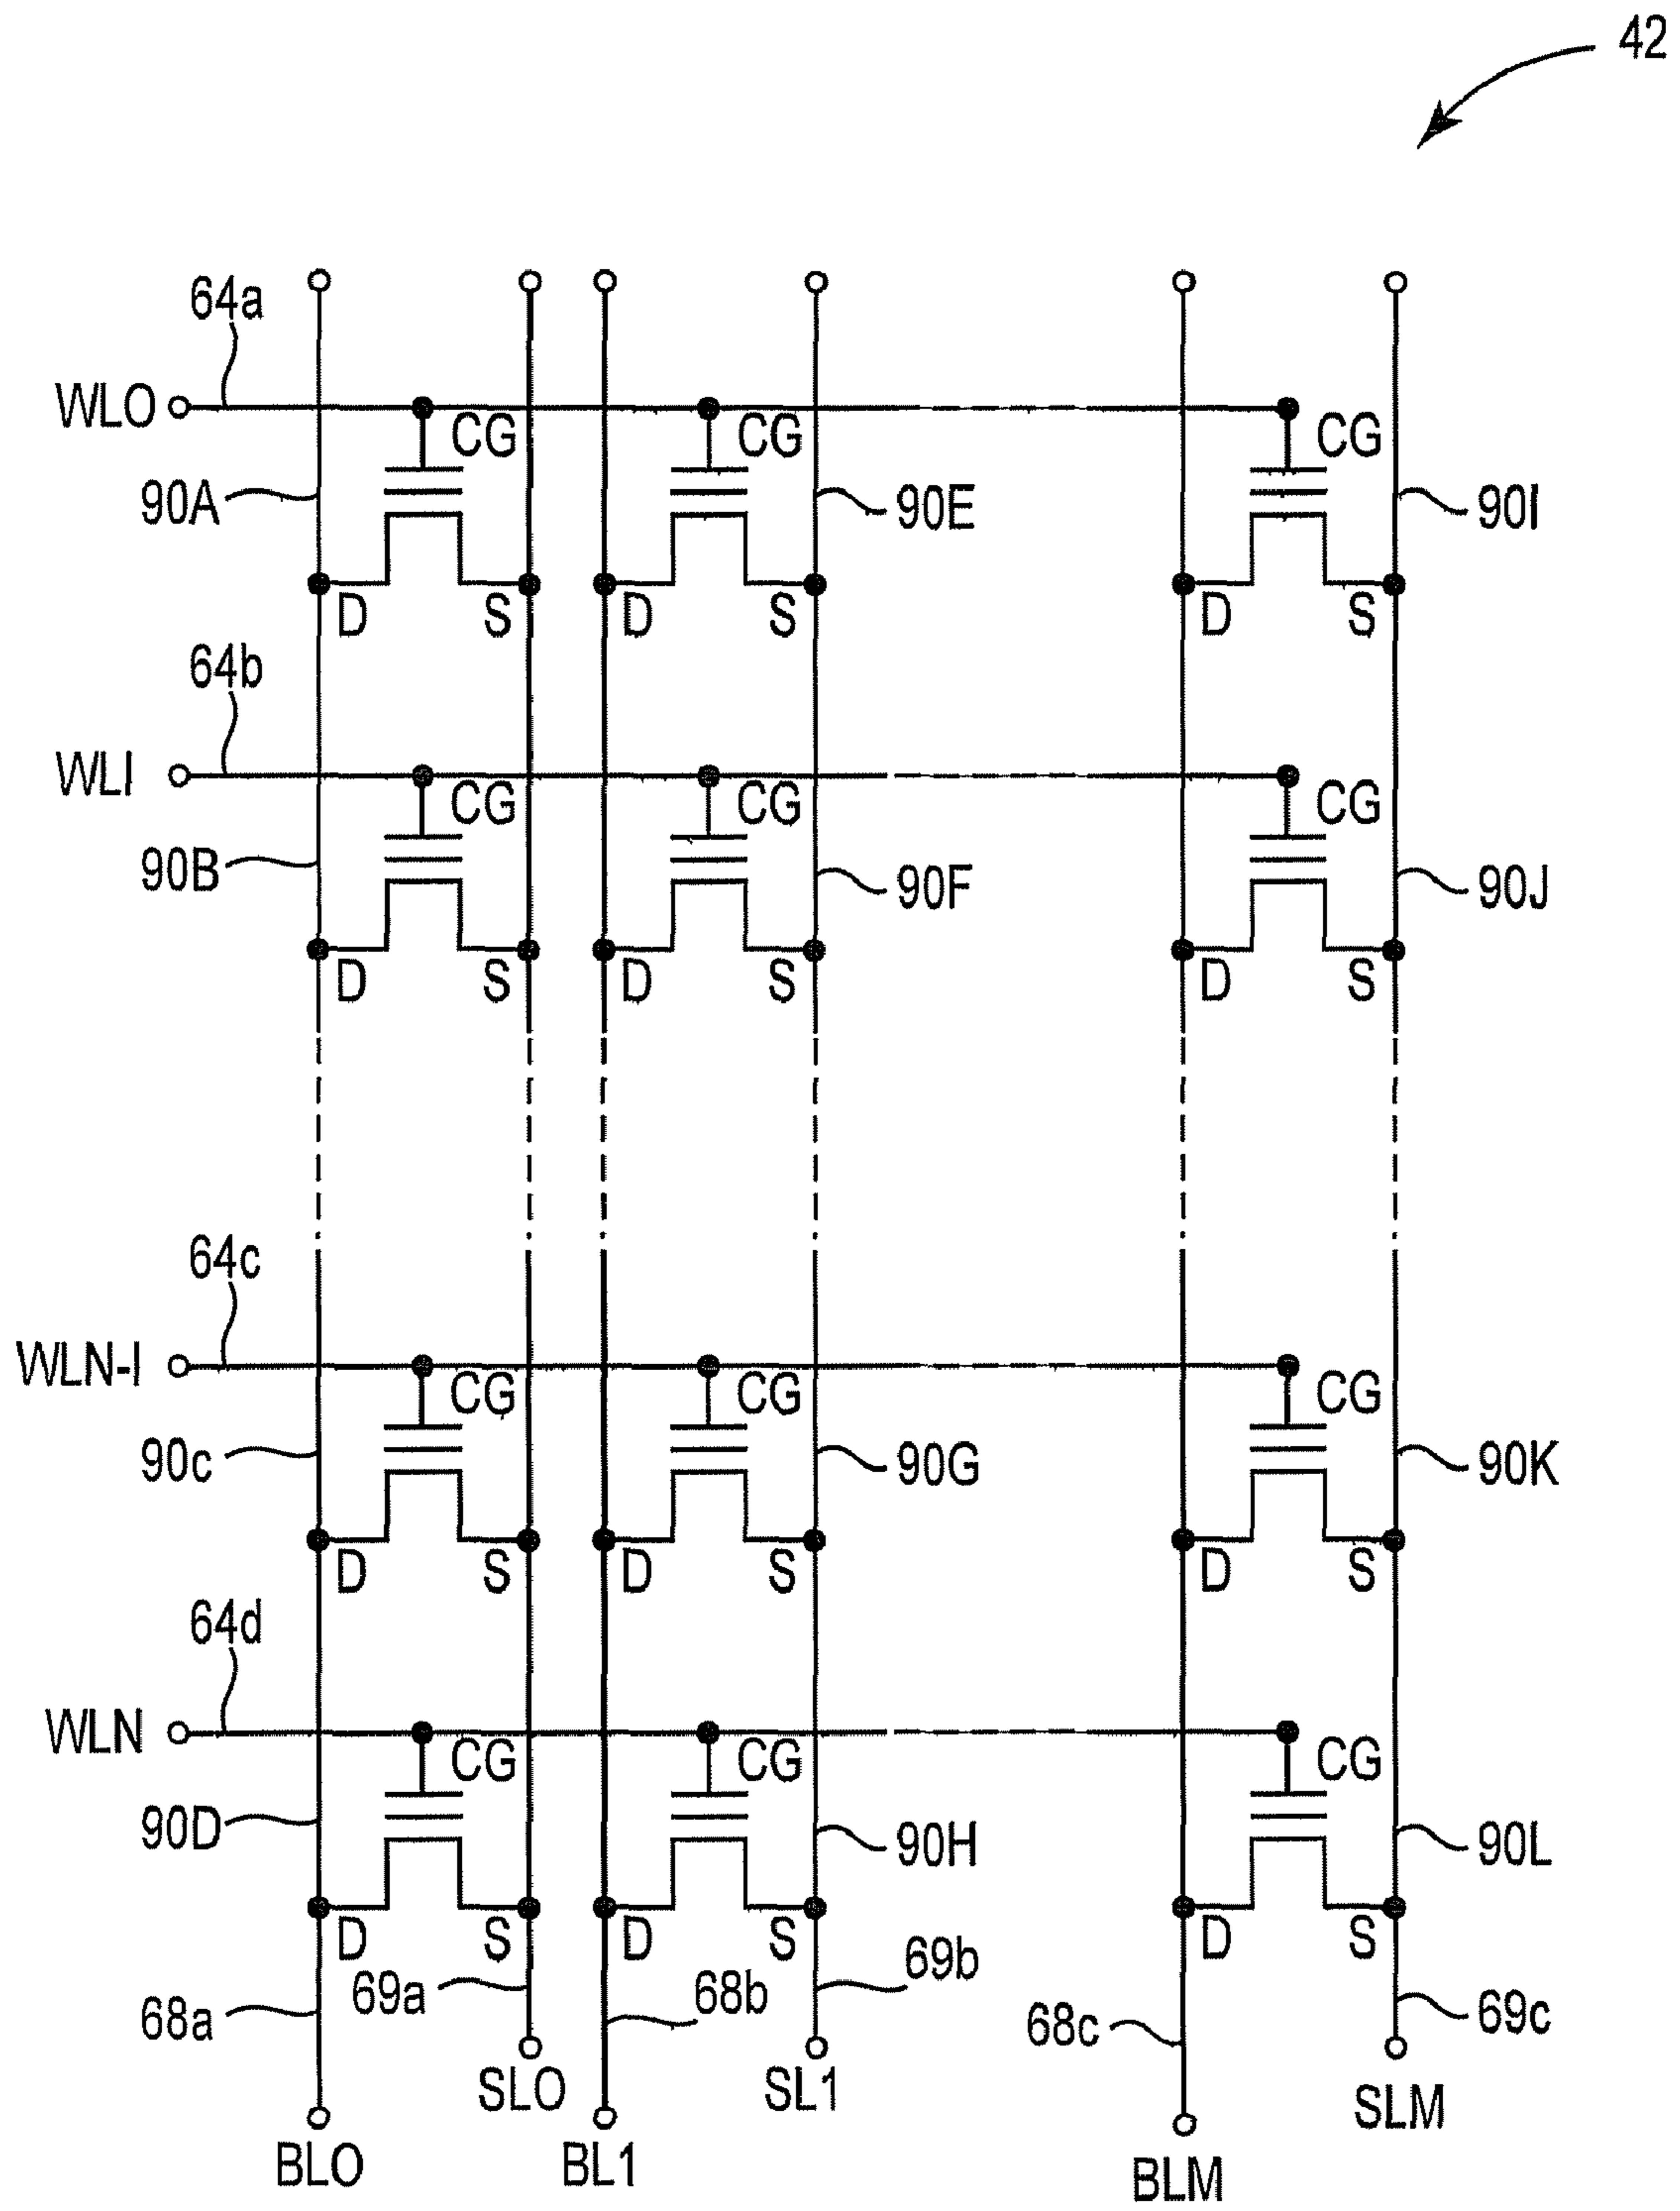 42
64a
WLO
CG CG CG
90A 90E 90I
D S D S D S
64b
WLI
CG CG CG
90B 90F 90J
D S D S D S
64c
WLN-I
CG CG CG
90c 90G 90K
D S D S D S
64d
WLN
CG CG CG
90D 90H 90L
D S D S D S
68a 69a 68b 69b 68c 69c
SLO SL1 SLM
BLO BL1 BLM